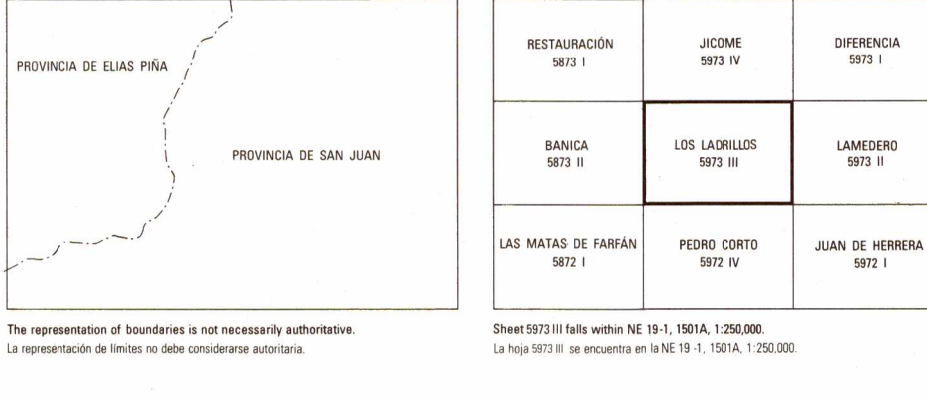 PROVINCIA DE ELIAS PIÑA
PROVINCIA DE SAN JUAN
The representation of boundaries is not necessarily authoritative.
La representación de límites no debe considerarse autoritaria.
RESTAURACIÓN
5873 I
JICOME
5973 IV
DIFERENCIA
5973 I
BANICA
5873 II
LOS LADRILLOS
5973 III
LAMEDERO
5973 II
LAS MATAS DE FARFÁN
5872 I
PEDRO CORTO
5972 IV
JUAN DE HERRERA
5972 I
Sheet 5973 III falls within NE 19-1, 1501A, 1:250,000.
La hoja 5973 III se encuentra en la NE 19 -1, 1501A, 1:250,000.